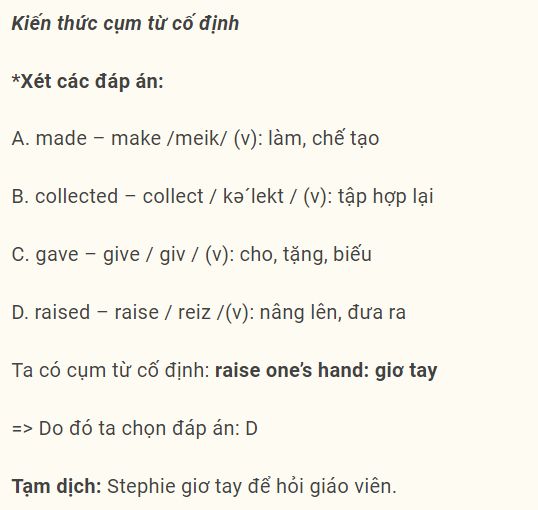 Kiến thức cụm từ cố định
*Xét các đáp án:
A. made – make /meik/ (v): làm, chế tạo
B. collected – collect / kə´lekt / (v): tập hợp lại
C. gave – give / giv / (v): cho, tặng, biếu
D. raised – raise / reiz /(v): nâng lên, đưa ra
Ta có cụm từ cố định: raise one’s hand: giơ tay
=> Do đó ta chọn đáp án: D
Tạm dịch: Stephie giơ tay để hỏi giáo viên.